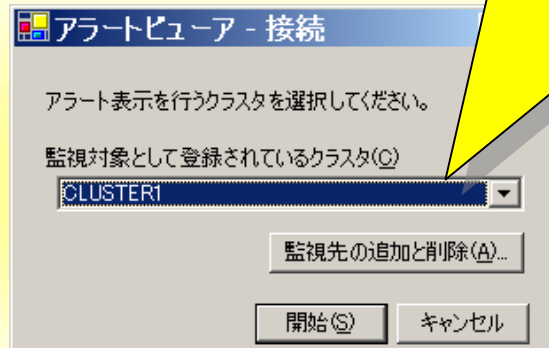 アラートビューア - 接続
アラート表示を行うクラスタを選択してください。
監視対象として登録されているクラスタ(C)
CLUSTER1
監視先の追加と削除(A)...
開始(S)
キャンセル